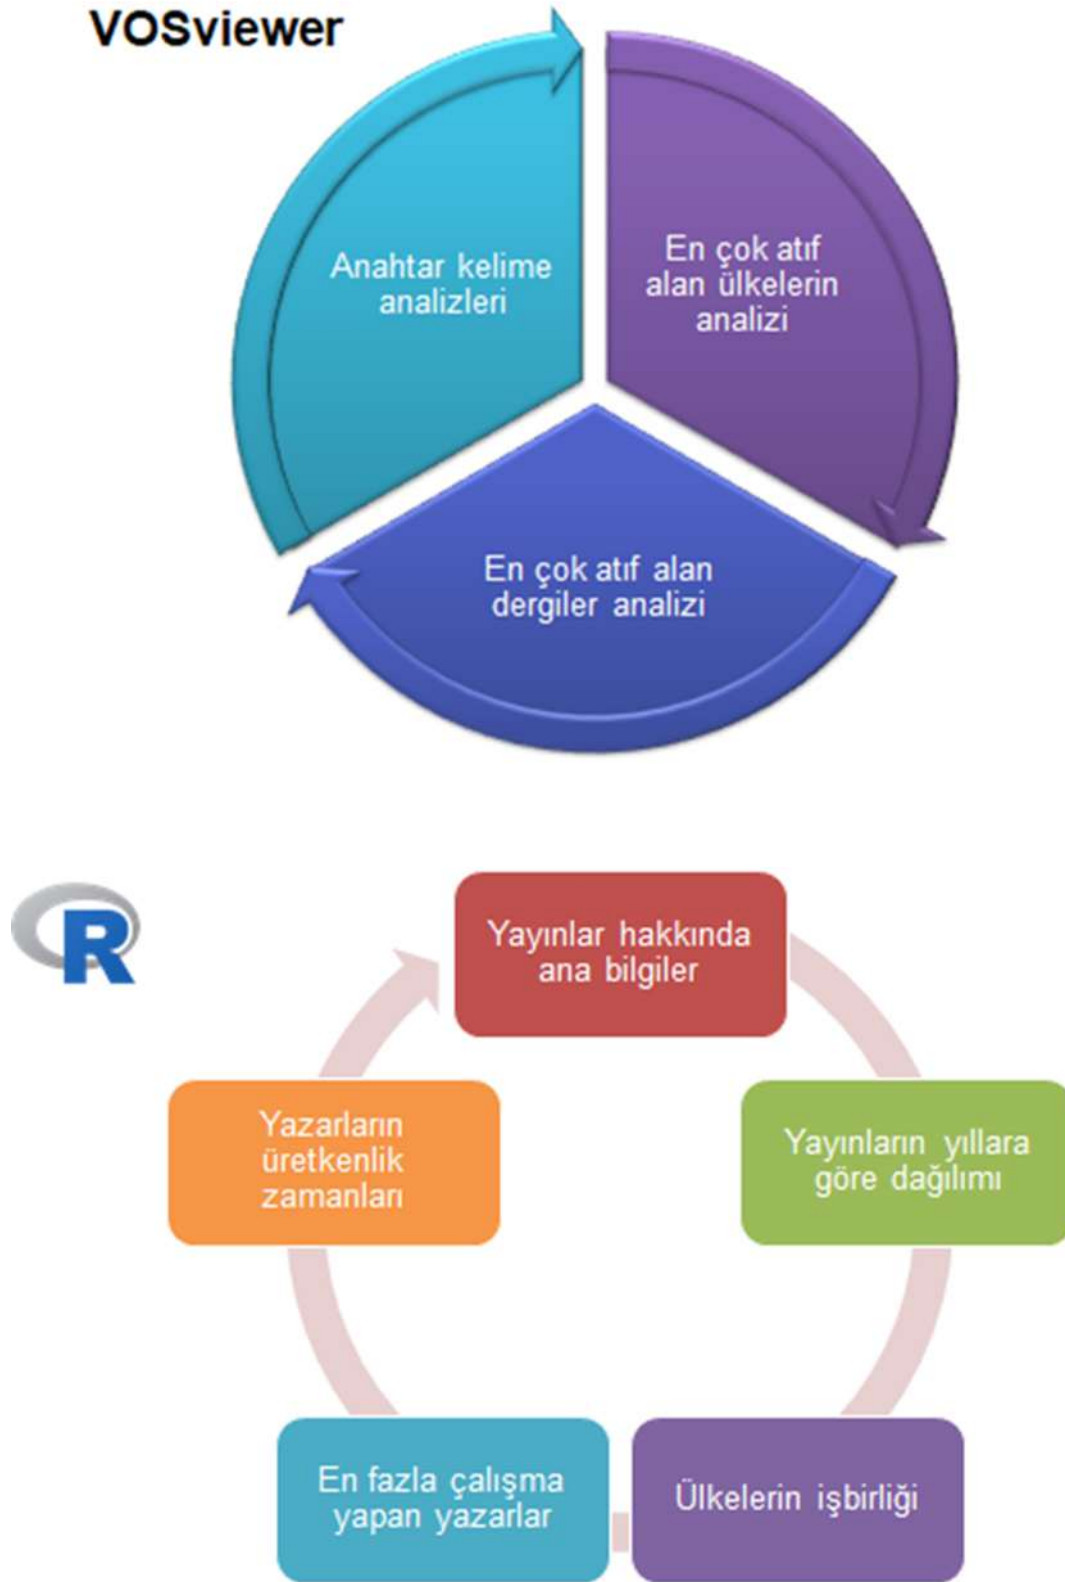 VOSviewer
Anahtar kelime
analizleri
En çok atıf
alan ülkelerin
analizi
En çok atıf alan
dergiler analizi
R
Yayınlar hakkında
ana bilgiler
Yazarların
üretkenlik
zamanları
Yayınların yıllara
göre dağılımı
En fazla çalışma
yapan yazarlar
Ülkelerin işbirliği